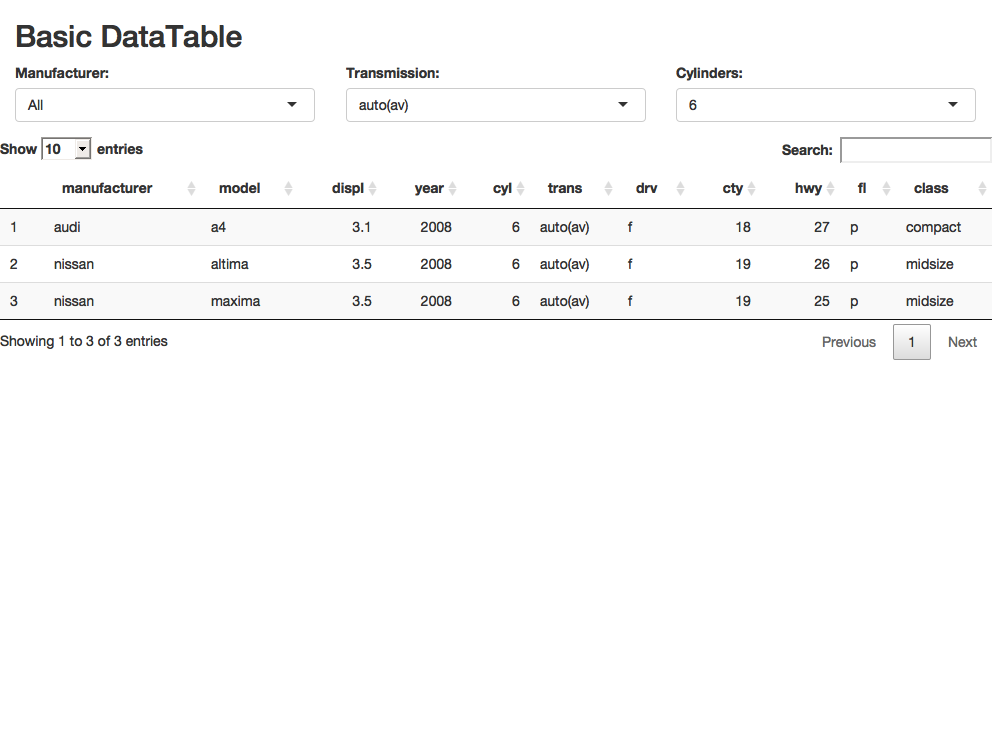 Basic DataTable
Manufacturer: Transmission: Cylinders:
All auto(av) 6
Show 10 entries Search:
manufacturer model displ year cyl trans drv cty hwy fl class
1 audi a4 3.1 2008 6 auto(av) f 18 27 p compact
2 nissan altima 3.5 2008 6 auto(av) f 19 26 p midsize
3 nissan maxima 3.5 2008 6 auto(av) f 19 25 p midsize
Showing 1 to 3 of 3 entries Previous 1 Next